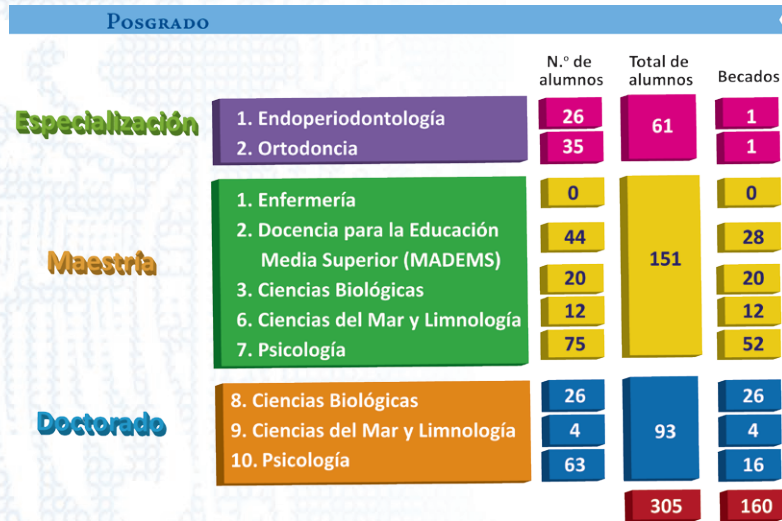 Posgrado
N.º de alumnos
Total de alumnos
Becados
Especialización
1. Endoperiodontología
26
61
1
2. Ortodoncia
35
1
Maestría
1. Enfermería
0
0
2. Docencia para la Educación
Media Superior (MADEMS)
44
151
28
3. Ciencias Biológicas
20
20
6. Ciencias del Mar y Limnología
12
12
7. Psicología
75
52
Doctorado
8. Ciencias Biológicas
26
26
9. Ciencias del Mar y Limnología
4
93
4
10. Psicología
63
16
305
160